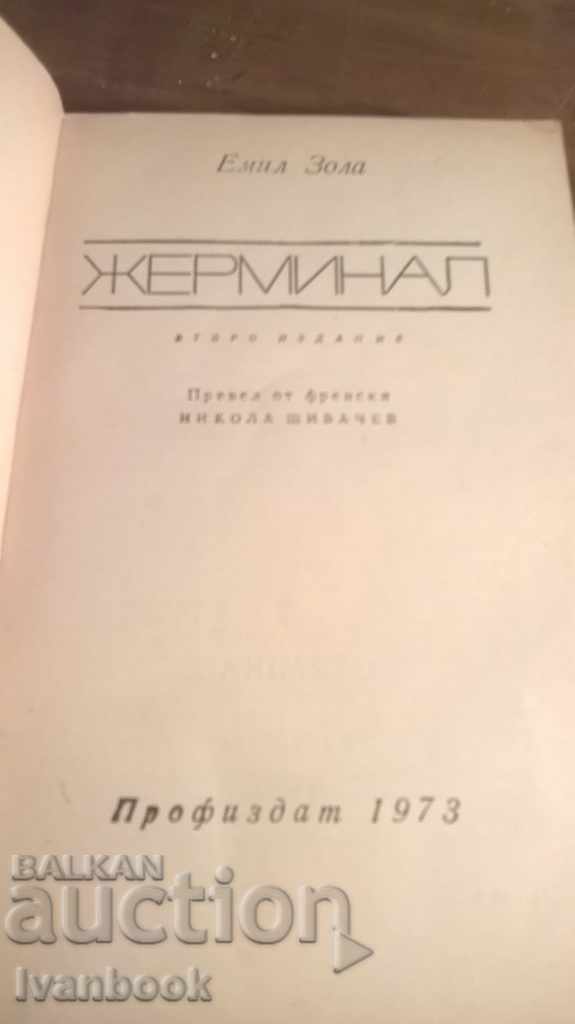 Емил Зола
ЖЕРМИНАЛ
второ издание
Превел от френски
НИКОЛА ШИВАЧЕВ
Профиздат 1973
BALKAN
auction
Ivanbook